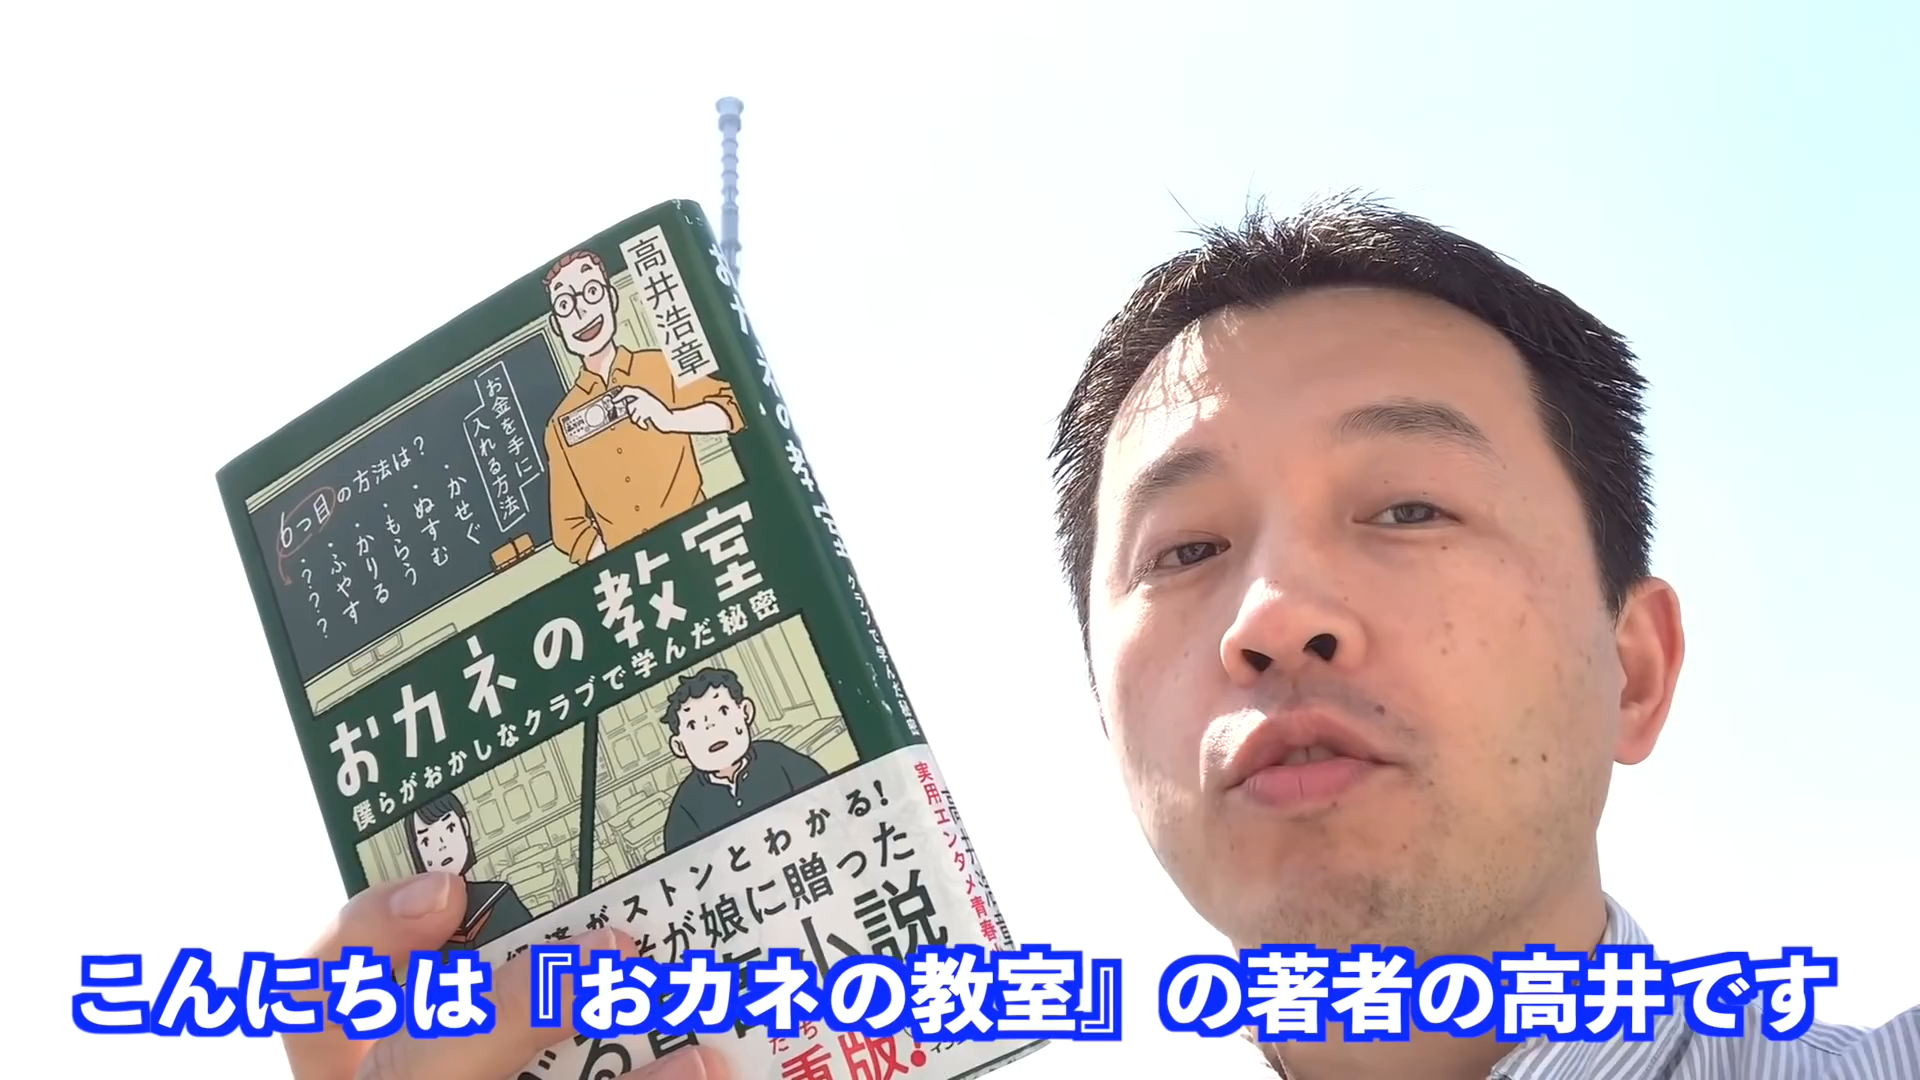 高井浩章
お金を手に
入れる方法
・かせぐ
・ぬすむ
・もらう
・かりる
・ふやす
・？？？
6つ目の方法は？
おカネの教室
僕らがおかしなクラブで学んだ秘密
おカネの教室
クラブで学んだ秘密
がストンとわかる！
が娘に贈った
小説
重版！
実用エンタメ青春
こんにちは『おカネの教室』の著者の高井です